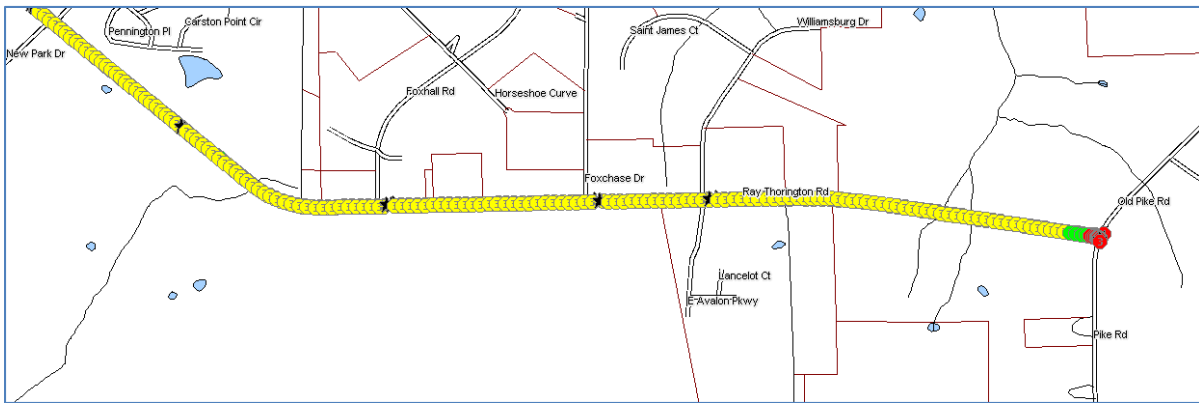 Carston Point Cir
Pennington Pl
New Park Dr
Foxhall Rd
Horseshoe Curve
Saint James Ct
Williamsburg Dr
Foxchase Dr
Ray Thorington Rd
Old Pike Rd
Lancelot Ct
E Avalon Pkwy
Pike Rd